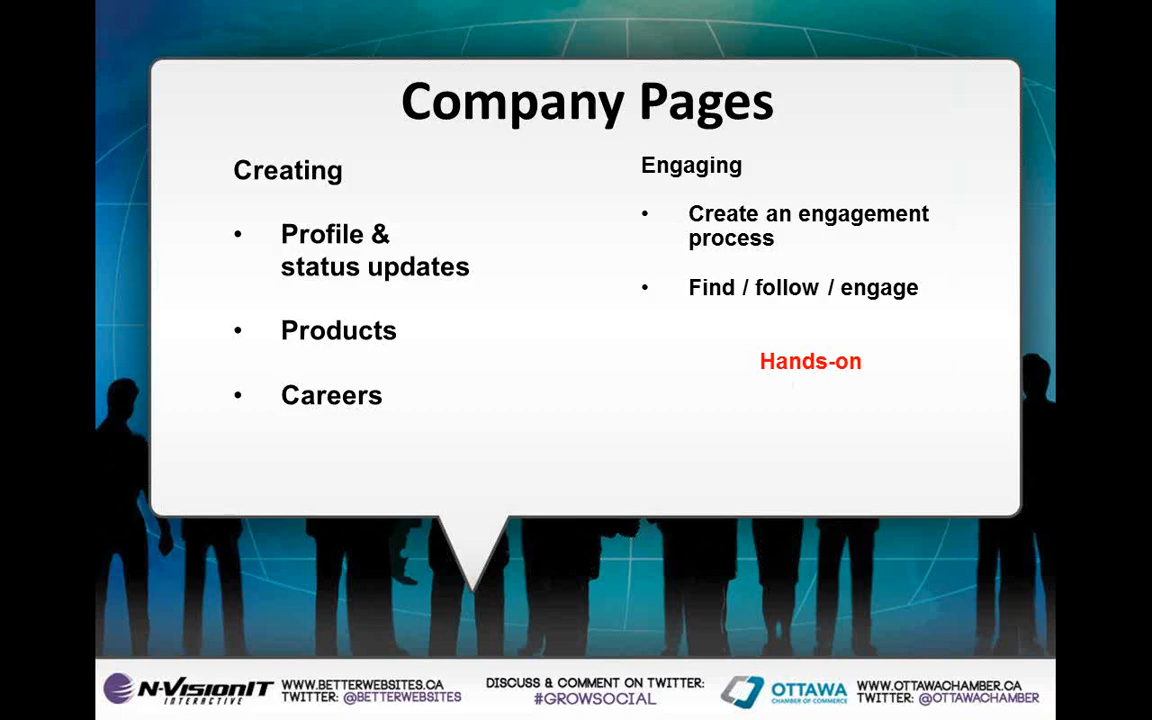 Company Pages
Creating
• Profile &
status updates
• Products
• Careers
Engaging
• Create an engagement
process
• Find / follow / engage
Hands-on
N-VISIONIT
INTERACTIVE
WWW.BETTERWEBSITES.CA
TWITTER: @BETTERWEBSITES
DISCUSS & COMMENT ON TWITTER:
#GROWSOCIAL
OTTAWA
CHAMBER OF COMMERCE
WWW.OTTAWACHAMBER.CA
TWITTER: @OTTAWACHAMBER